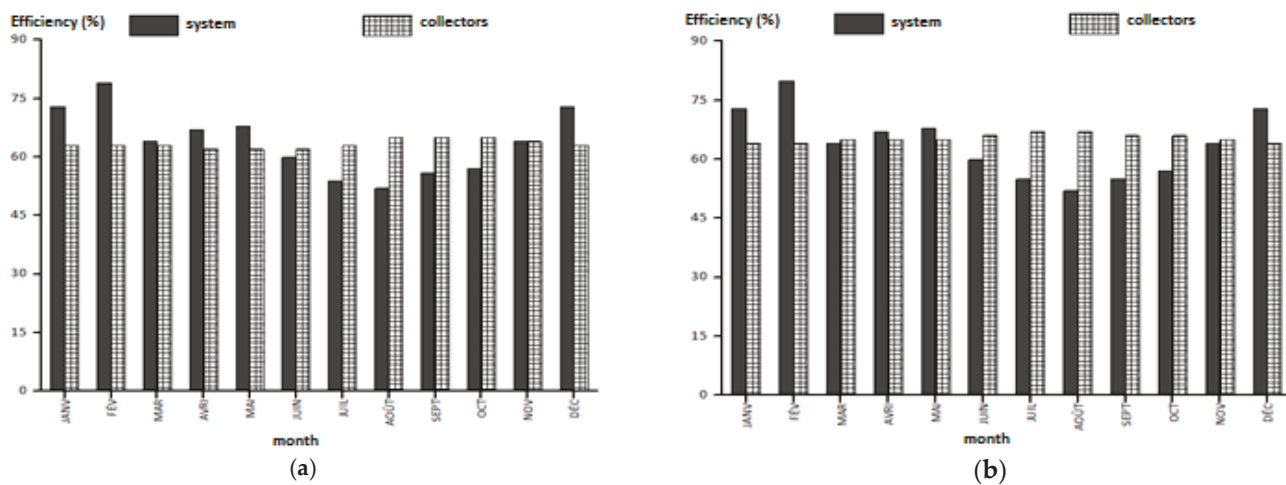 Efficiency (%) system collectors
90
75
60
45
30
15
0
JANV FÉV MAR AVRI MAI JUIN JUIL AOÛT SEPT OCT NOV DÉC
month
(a)
Efficiency (%) system collectors
90
75
60
45
30
15
0
JANV FÉV MAR AVRI MAI JUIN JUIL AOÛT SEPT OCT NOV DÉC
month
(b)